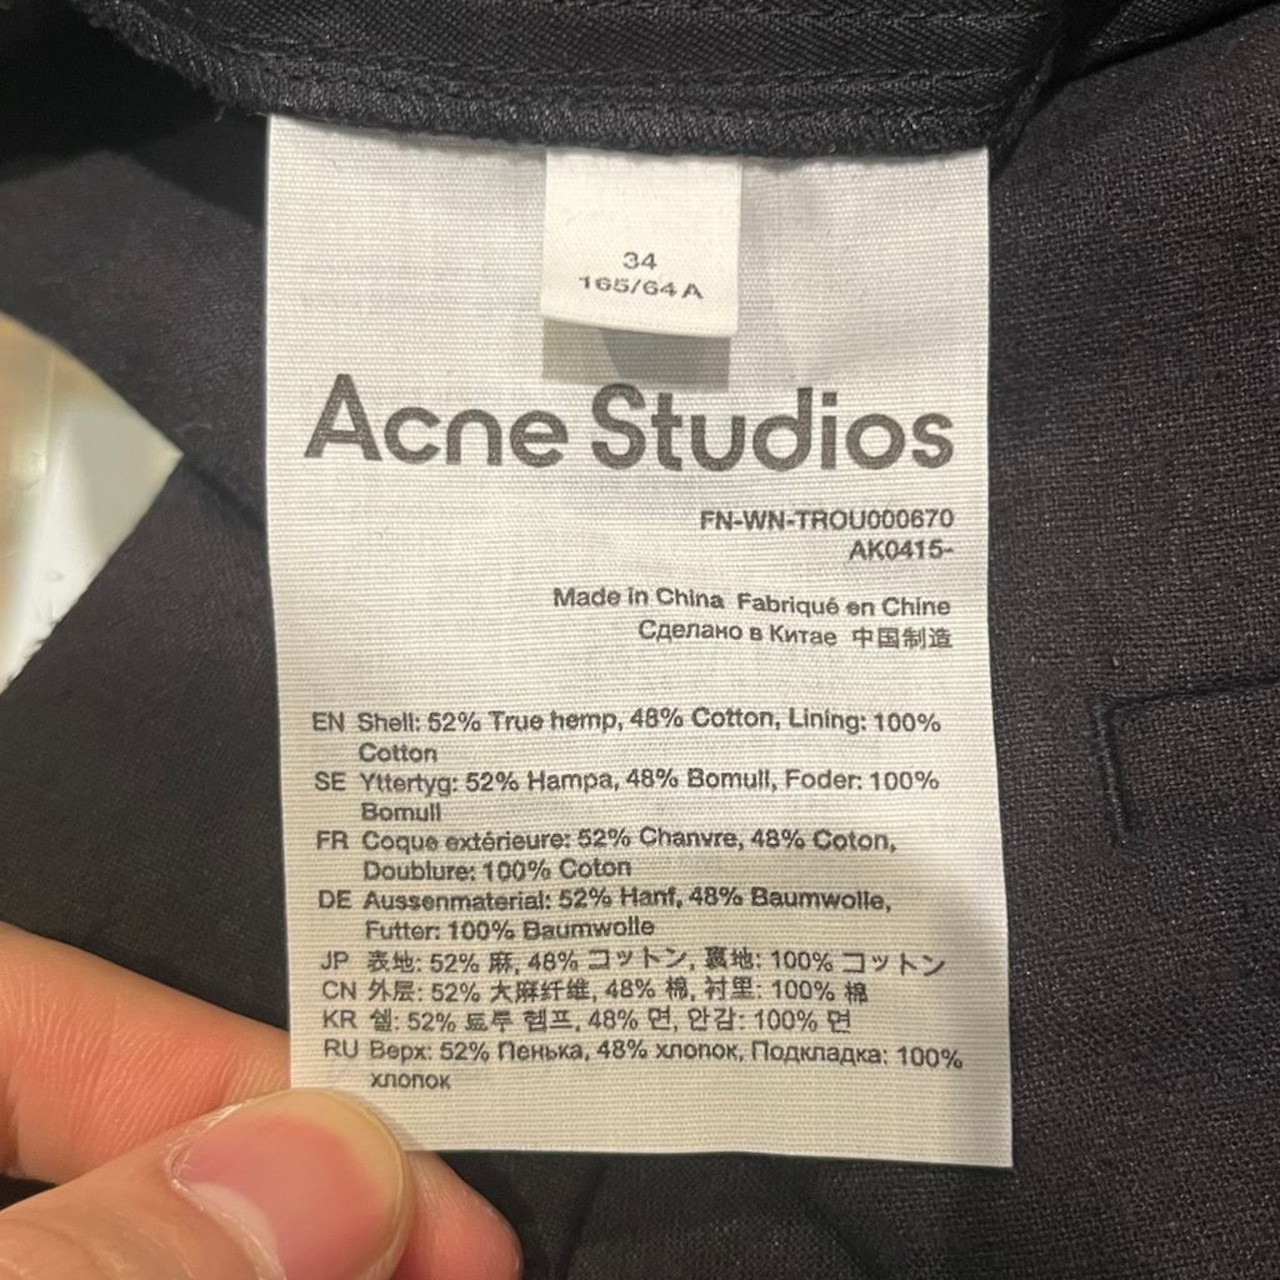 34
165/64A
Acne Studios
FN-WN-TROU000670
AK0415-
Made in China Fabriqué en Chine
Сделано в Китае 中国制造
EN Shell: 52% True hemp, 48% Cotton, Lining: 100%
Cotton
SE Yttertyg: 52% Hampa, 48% Bomull, Foder: 100%
Bomull
FR Coque extérieure: 52% Chanvre, 48% Coton,
Doublure: 100% Coton
DE Aussenmaterial: 52% Hanf, 48% Baumwolle,
Futter: 100% Baumwolle
JP 表地: 52% 麻, 48% コットン, 裏地: 100% コットン
CN 外层: 52% 大麻纤维, 48% 棉, 衬里: 100% 棉
KR 쉘: 52% 트루 헴프, 48% 면, 안감: 100% 면
RU Верх: 52% Пенька, 48% хлопок, Подкладка: 100%
хлопок